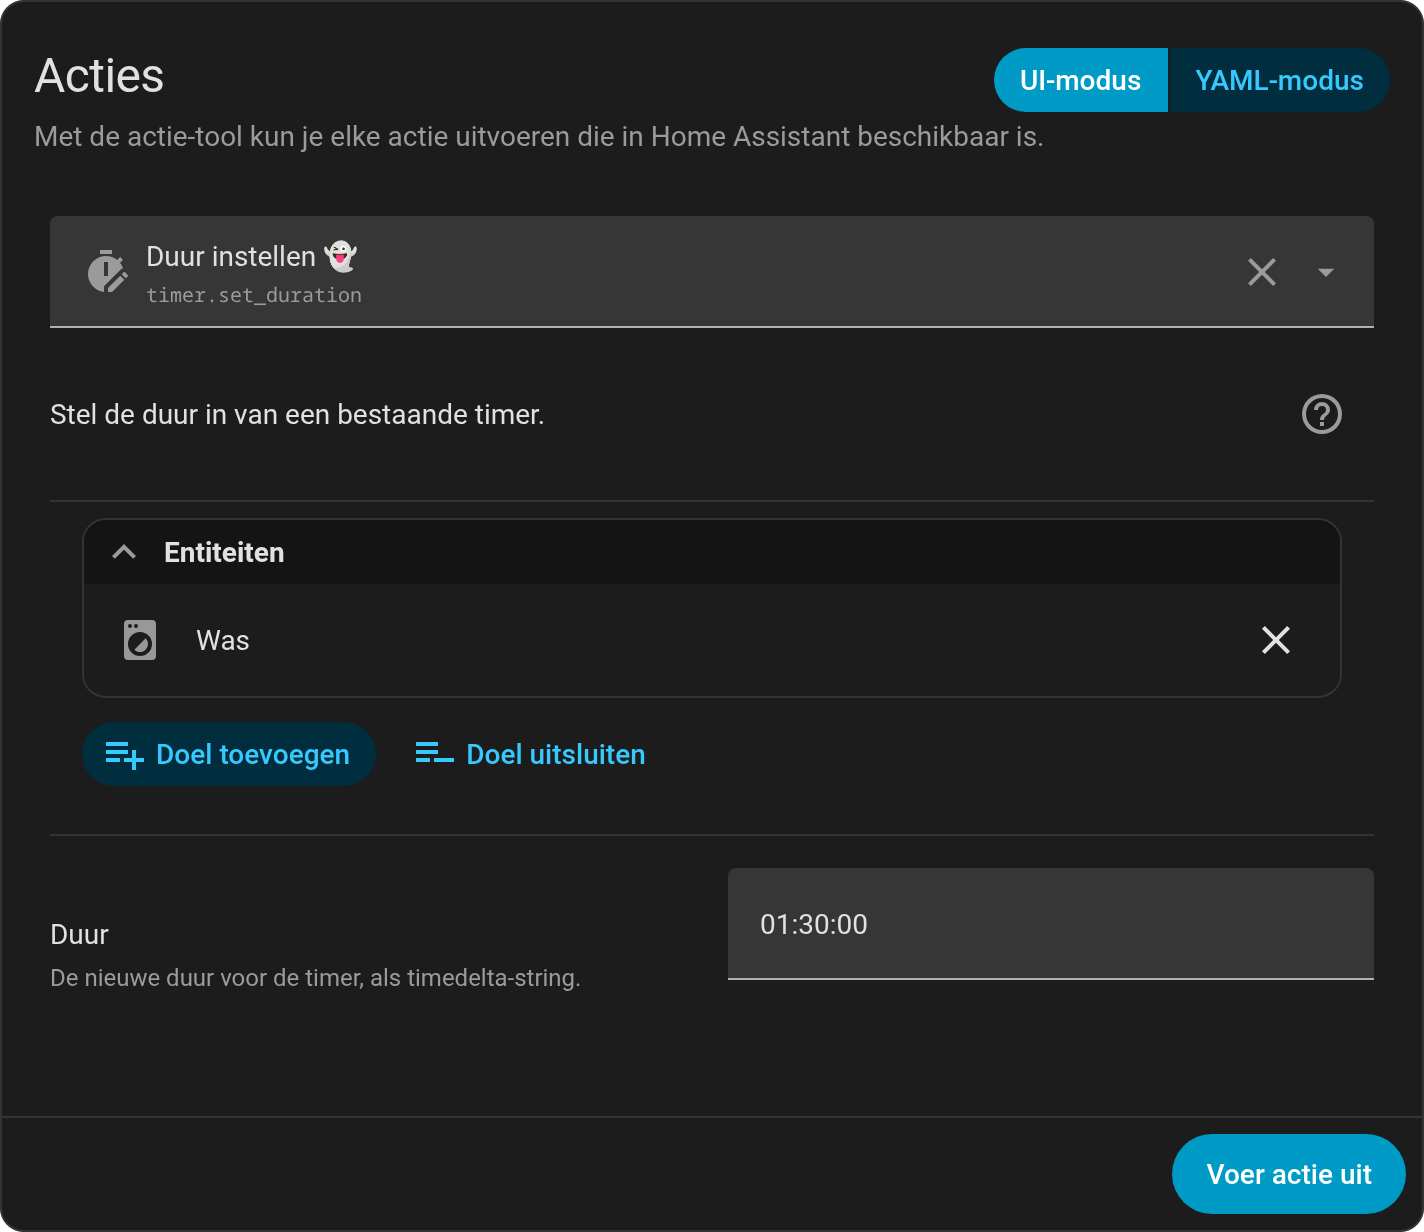 Acties
UI-modus
YAML-modus
Met de actie-tool kun je elke actie uitvoeren die in Home Assistant beschikbaar is.
Duur instellen 👻
timer.set_duration
Stel de duur in van een bestaande timer.
Entiteiten
Was
Doel toevoegen
Doel uitsluiten
Duur
De nieuwe duur voor de timer, als timedelta-string.
01:30:00
Voer actie uit